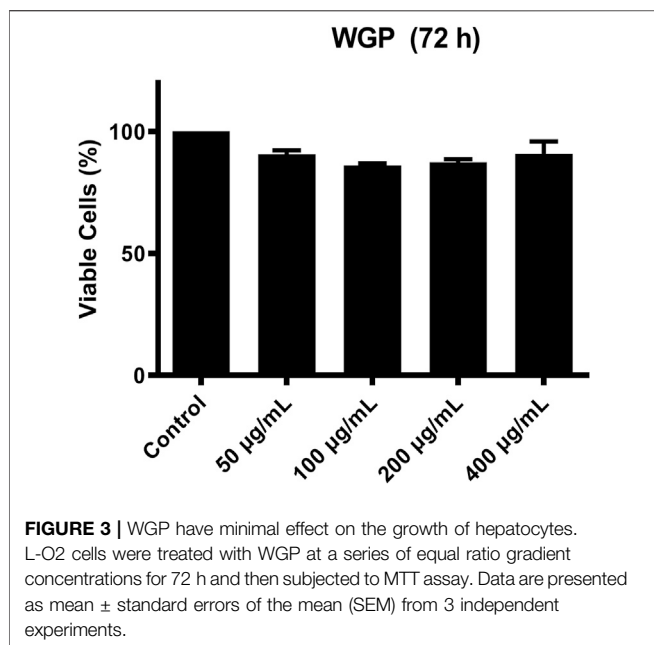 WGP (72 h)
Viable Cells (%)
100
50
0
Control
50 µg/mL
100 µg/mL
200 µg/mL
400 µg/mL
FIGURE 3 | WGP have minimal effect on the growth of hepatocytes.
L-O2 cells were treated with WGP at a series of equal ratio gradient
concentrations for 72 h and then subjected to MTT assay. Data are presented
as mean ± standard errors of the mean (SEM) from 3 independent
experiments.